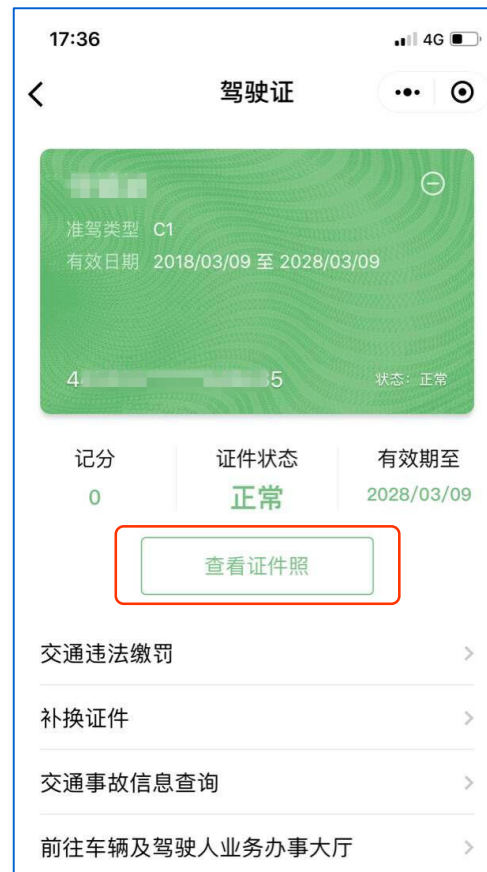 17:36
4G
驾驶证
准驾类型 C1
有效日期 2018/03/09 至 2028/03/09
4 5
状态：正常
记分
证件状态
有效期至
0
正常
2028/03/09
查看证件照
交通违法缴罚
补换证件
交通事故信息查询
前往车辆及驾驶人业务办事大厅